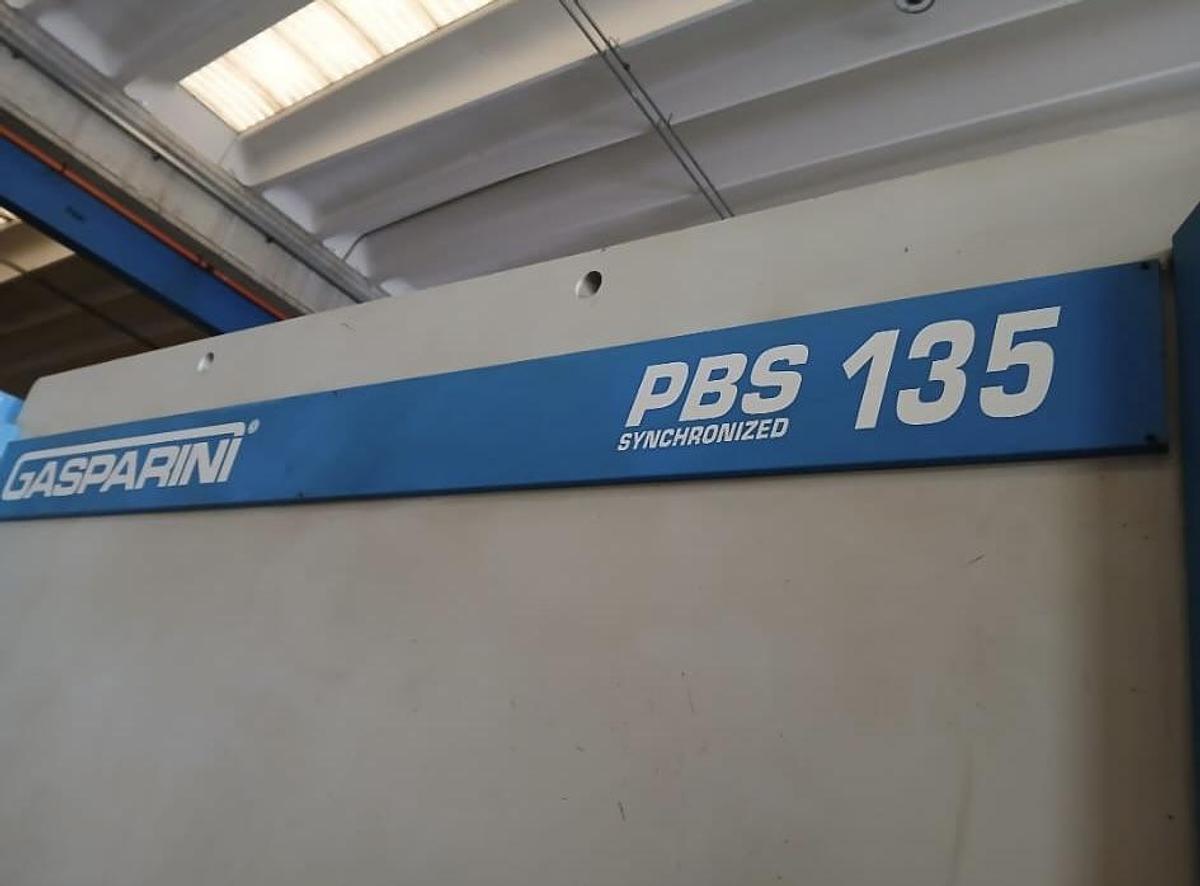 GASPARINI®
PBS 135
SYNCHRONIZED